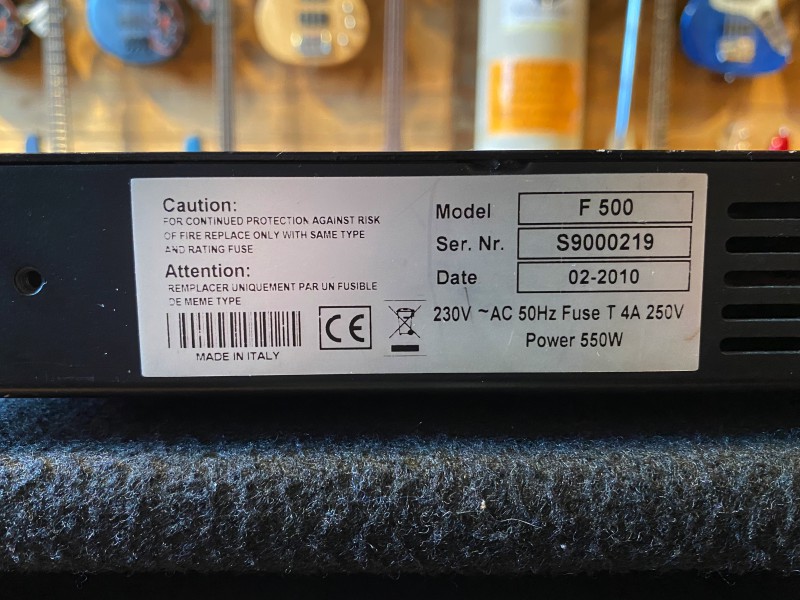 Caution:
FOR CONTINUED PROTECTION AGAINST RISK
OF FIRE REPLACE ONLY WITH SAME TYPE
AND RATING FUSE
Attention:
REMPLACER UNIQUEMENT PAR UN FUSIBLE
DE MEME TYPE
MADE IN ITALY
CE
Model F 500
Ser. Nr. S9000219
Date 02-2010
230V ~AC 50Hz Fuse T 4A 250V
Power 550W